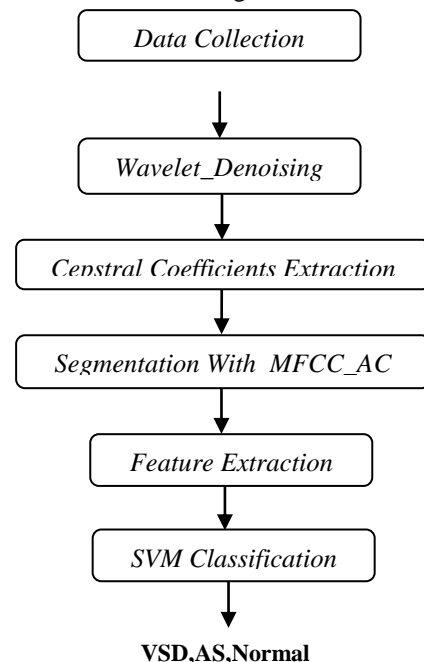 Data Collection
Wavelet_Denoising
Cepstral Coefficients Extraction
Segmentation With MFCC_AC
Feature Extraction
SVM Classification
VSD,AS,Normal